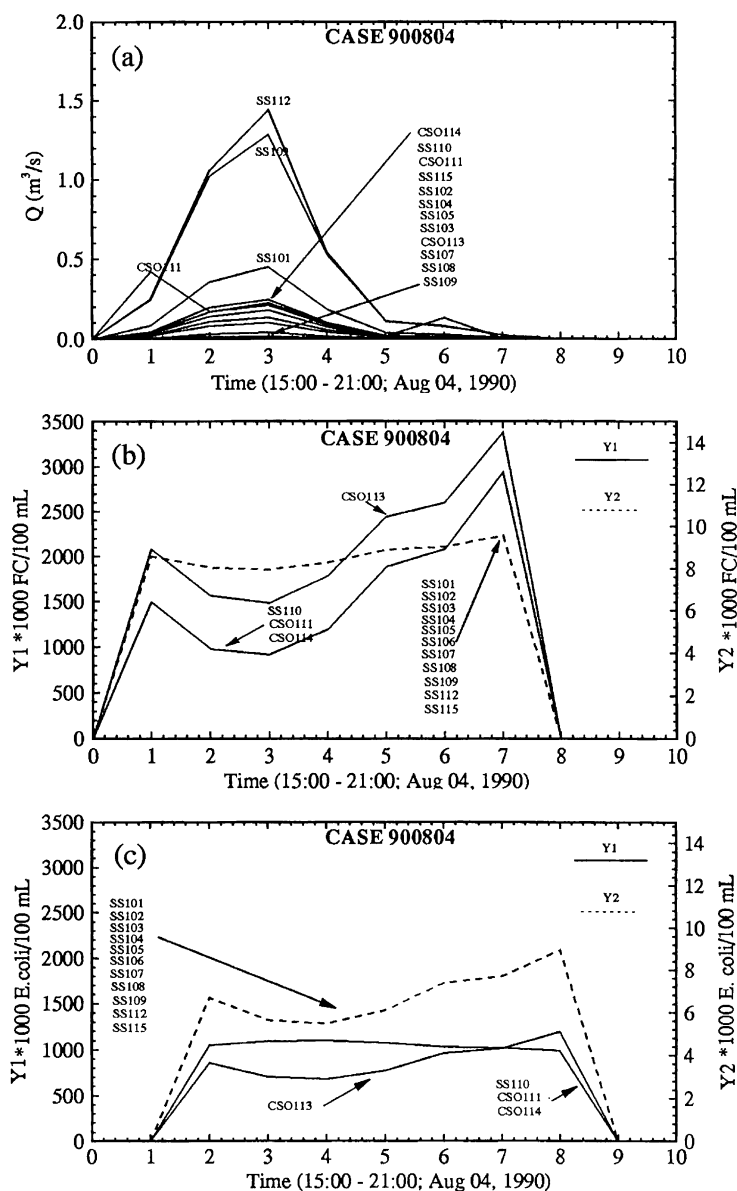 CASE 900804
(a)
2.0
1.5
1.0
0.5
0.0
Q (m³/s)
SS112
SS109
SS101
CSO111
CSO114
SS110
CSO111
SS115
SS102
SS104
SS105
SS103
CSO113
SS107
SS108
SS109
0 1 2 3 4 5 6 7 8 9 10
Time (15:00 - 21:00; Aug 04, 1990)
CASE 900804
(b)
3500
3000
2500
2000
1500
1000
500
0
Y1 *1000 FC/100 mL
Y1
Y2
CSO113
SS110
CSO111
CSO114
SS101
SS102
SS103
SS104
SS105
SS106
SS107
SS108
SS109
SS112
SS115
14
12
10
8
6
4
2
0
Y2 *1000 FC/100 mL
0 1 2 3 4 5 6 7 8 9 10
Time (15:00 - 21:00; Aug 04, 1990)
CASE 900804
(c)
3500
3000
2500
2000
1500
1000
500
0
Y1*1000 E.coli/100 mL
Y1
Y2
SS101
SS102
SS103
SS104
SS105
SS106
SS107
SS108
SS109
SS112
SS115
CSO113
SS110
CSO111
CSO114
14
12
10
8
6
4
2
0
Y2 *1000 E. coli/100 mL
0 1 2 3 4 5 6 7 8 9 10
Time (15:00 - 21:00; Aug 04, 1990)